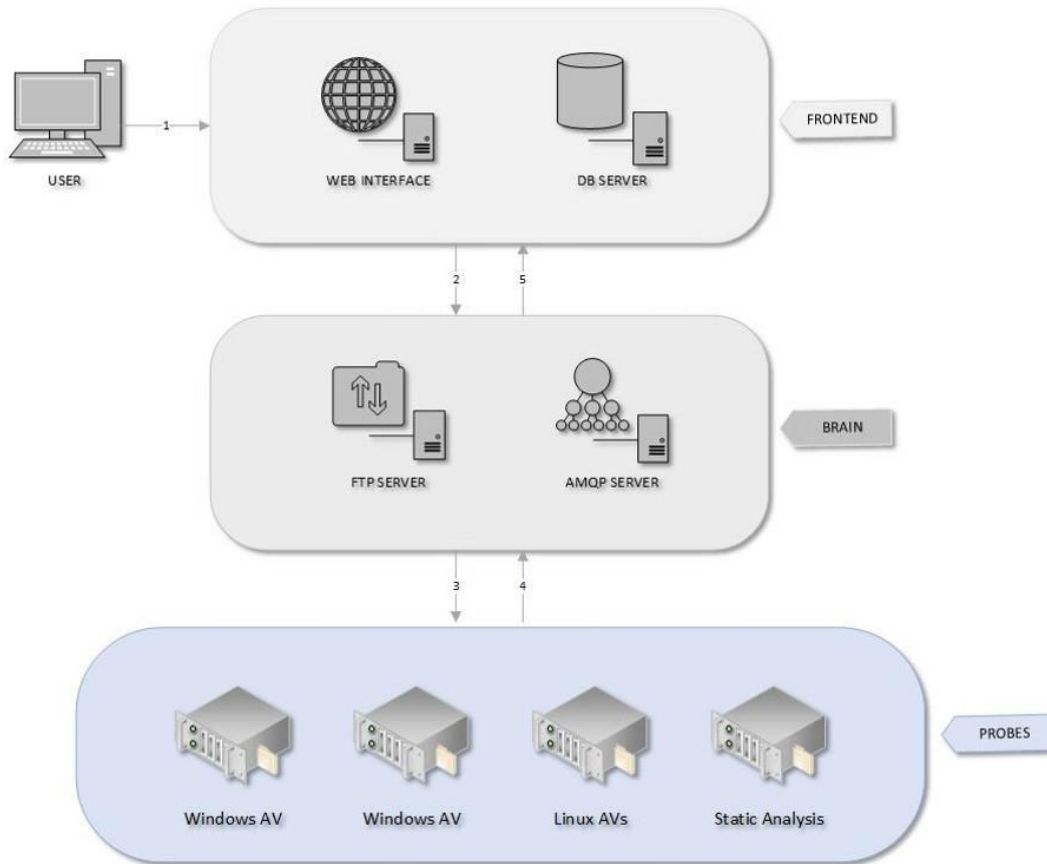 1
USER
WEB INTERFACE
DB SERVER
FRONTEND
2
5
FTP SERVER
AMQP SERVER
BRAIN
3
4
Windows AV
Windows AV
Linux AVs
Static Analysis
PROBES